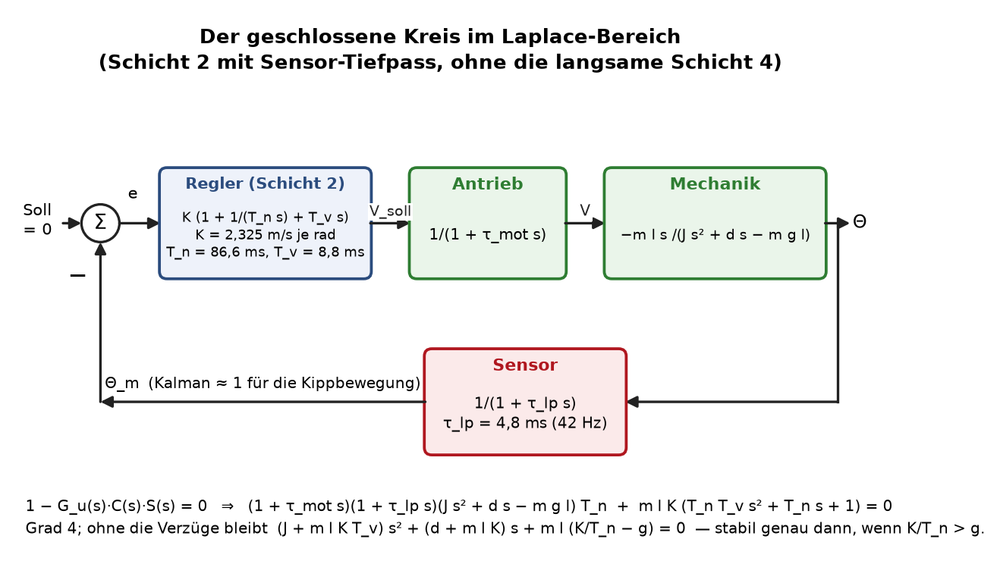 Der geschlossene Kreis im Laplace-Bereich
(Schicht 2 mit Sensor-Tiefpass, ohne die langsame Schicht 4)
Soll
= 0
Σ
e
−
Regler (Schicht 2)
K (1 + 1/(T_n s) + T_v s)
K = 2,325 m/s je rad
T_n = 86,6 ms, T_v = 8,8 ms
V_soll
Antrieb
1/(1 + τ_mot s)
V
Mechanik
−m l s /(J s² + d s − m g l)
Θ
Θ_m  (Kalman ≈ 1 für die Kippbewegung)
Sensor
1/(1 + τ_lp s)
τ_lp = 4,8 ms (42 Hz)
1 − G_u(s)·C(s)·S(s) = 0   ⇒   (1 + τ_mot s)(1 + τ_lp s)(J s² + d s − m g l) T_n  +  m l K (T_n T_v s² + T_n s + 1) = 0
Grad 4; ohne die Verzüge bleibt  (J + m l K T_v) s² + (d + m l K) s + m l (K/T_n − g) = 0  — stabil genau dann, wenn K/T_n > g.